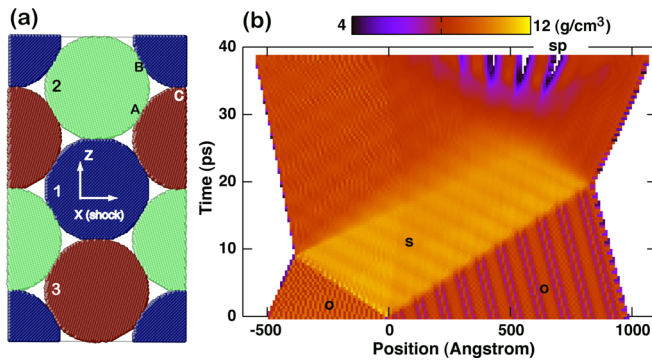 (a)
B
2
C
A
Z
1
X (shock)
3
(b)
4
12 (g/cm³)
sp
40
30
20
10
0
Time (ps)
s
o
o
-500
0
500
1000
Position (Angstrom)